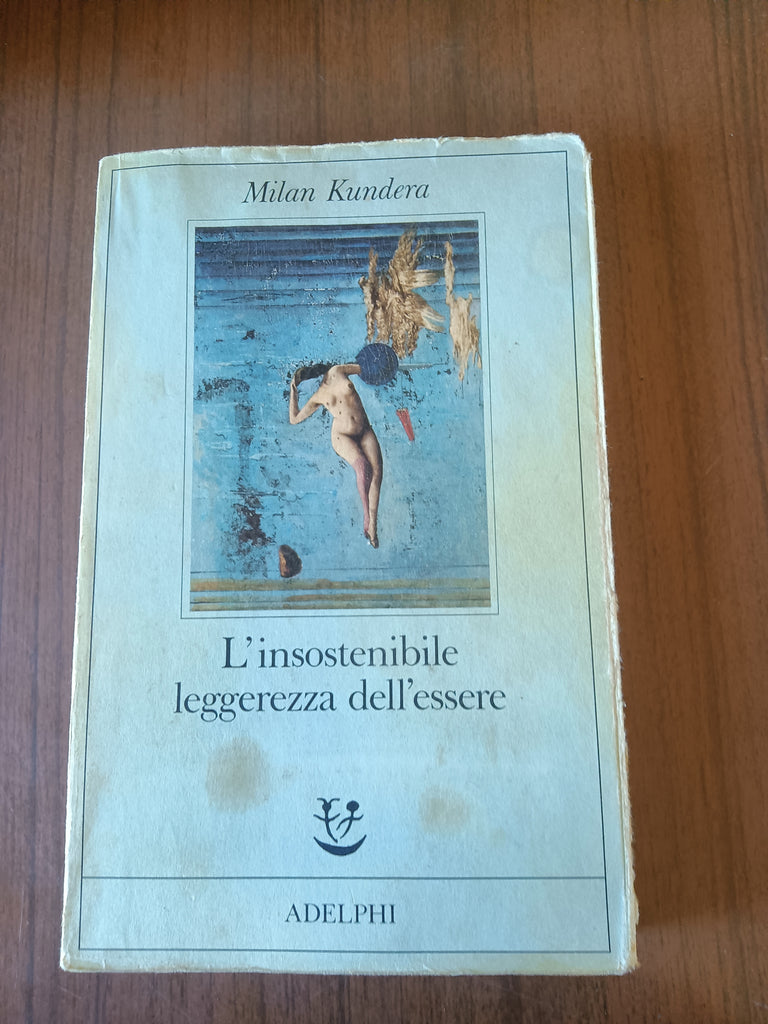 Milan Kundera
L'insostenibile
leggerezza dell'essere
ADELPHI